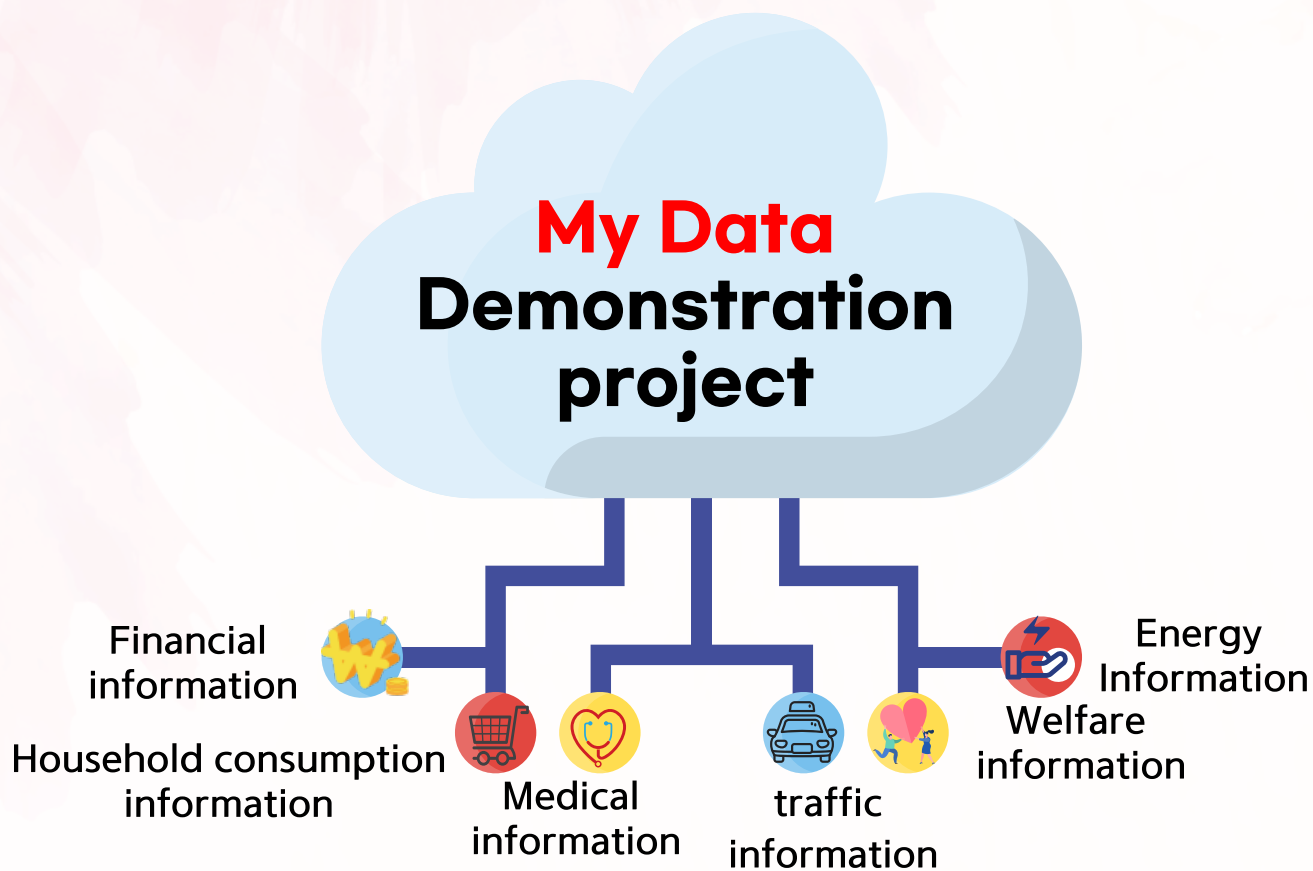 My Data
Demonstration
project
Financial
information
Household consumption
information
Medical
information
traffic
information
Welfare
information
Energy
Information